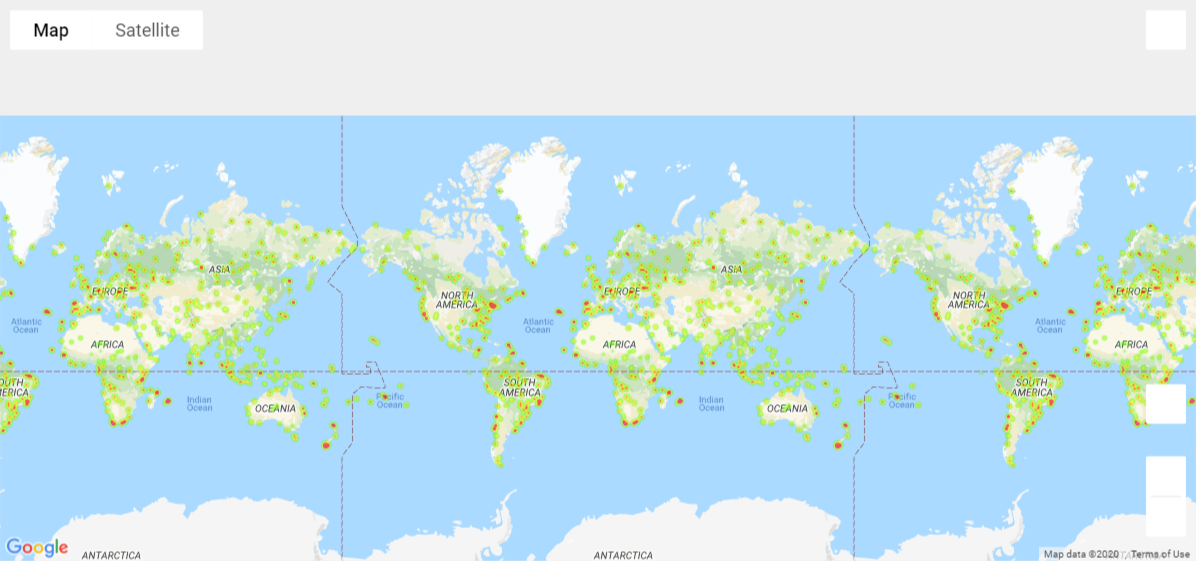 Map Satellite
ASIA ASIA
EUROPE EUROPE EUROPE
NORTH
AMERICA
NORTH
AMERICA
Atlantic
Ocean
Atlantic
Ocean
Atlantic
Ocean
AFRICA AFRICA AFRICA
OUTH
MERICA
SOUTH
AMERICA
SOUTH
AMERICA
Indian
Ocean
Pacific
Ocean
Indian
Ocean
Pacific
Ocean
OCEANIA OCEANIA
Google
ANTARCTICA ANTARCTICA
Map data ©2020 Terms of Use